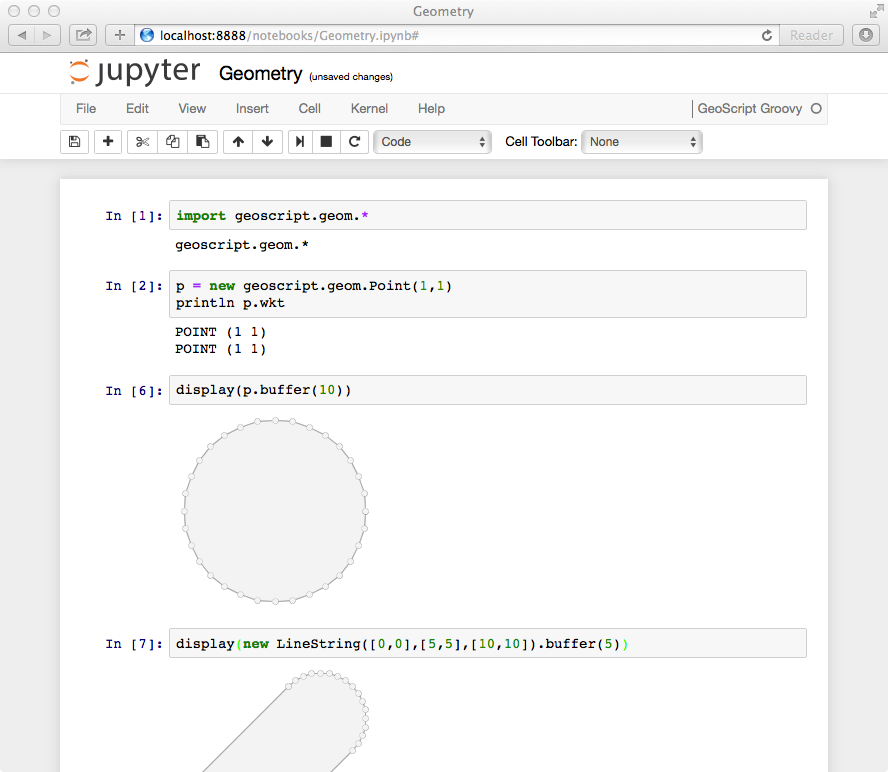 Geometry
localhost:8888/notebooks/Geometry.ipynb#
Reader
jupyter Geometry (unsaved changes)
File Edit View Insert Cell Kernel Help GeoScript Groovy
Code Cell Toolbar: None
In [1]: import geoscript.geom.*
geoscript.geom.*
In [2]: p = new geoscript.geom.Point(1,1)
println p.wkt
POINT (1 1)
POINT (1 1)
In [6]: display(p.buffer(10))
In [7]: display(new LineString([0,0],[5,5],[10,10]).buffer(5))